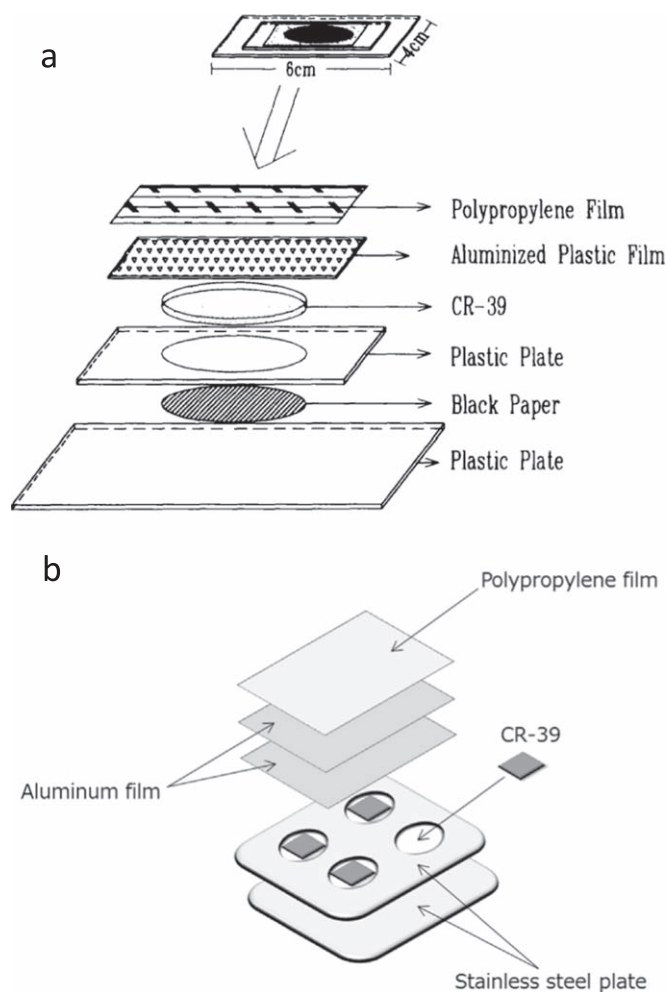 a
6cm
4cm
Polypropylene Film
Aluminized Plastic Film
CR-39
Plastic Plate
Black Paper
Plastic Plate
b
Polypropylene film
CR-39
Aluminum film
Stainless steel plate